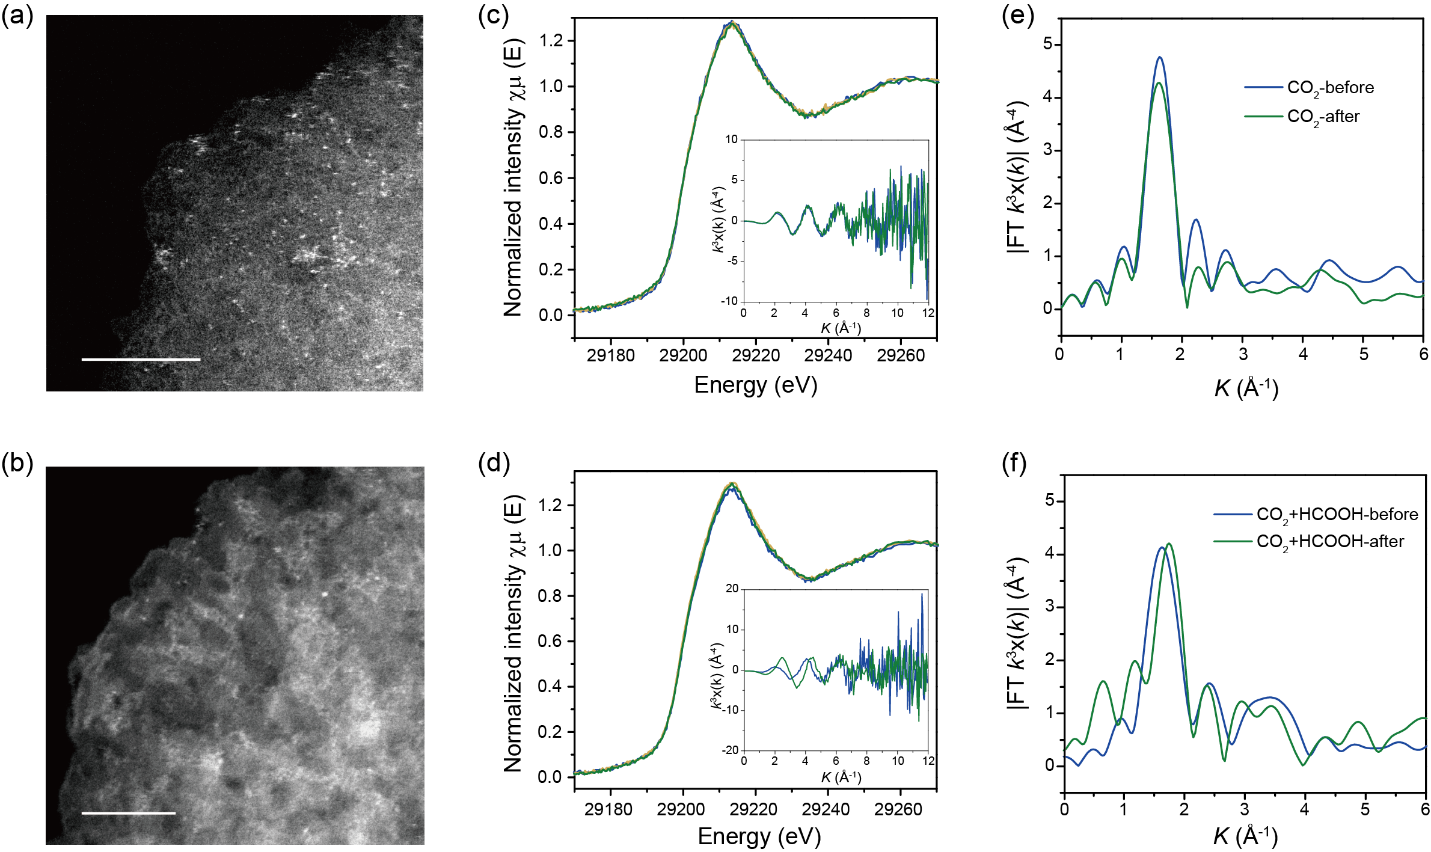 (a)
(b)
(c)
Normalized intensity χμ (E)
1.2
1.0
0.8
0.6
0.4
0.2
0.0
29180 29200 29220 29240 29260
Energy (eV)
k³x(k) (Å⁻⁴)
10
5
0
-5
-10
0 2 4 6 8 10 12
K (Å⁻¹)
(d)
Normalized intensity χμ (E)
1.2
1.0
0.8
0.6
0.4
0.2
0.0
29180 29200 29220 29240 29260
Energy (eV)
k³x(k) (Å⁻⁴)
20
10
0
-10
-20
0 2 4 6 8 10 12
K (Å⁻¹)
(e)
|FT k³x(k)| (Å⁻⁴)
5
4
3
2
1
0
CO₂-before
CO₂-after
0 1 2 3 4 5 6
K (Å⁻¹)
(f)
|FT k³x(k)| (Å⁻⁴)
5
4
3
2
1
0
CO₂+HCOOH-before
CO₂+HCOOH-after
0 1 2 3 4 5 6
K (Å⁻¹)